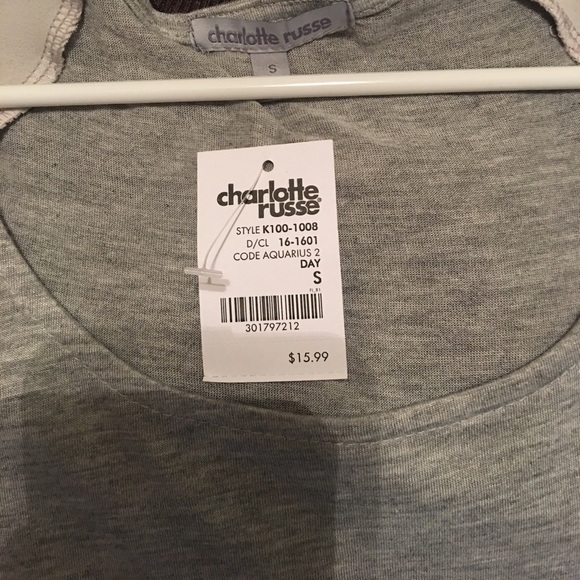 charlotte russe
S
charlotte
russe
STYLE K100-1008
D/CL 16-1601
CODE AQUARIUS 2
DAY
S
301797212
$15.99